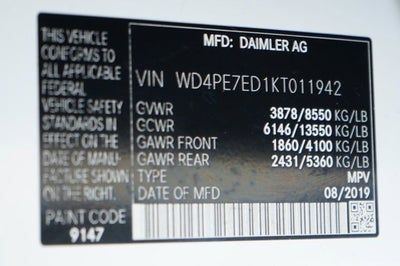 THIS VEHICLE
CONFORMS TO
ALL APPLICABLE
FEDERAL
VEHICLE SAFETY
STANDARDS IN
EFFECT ON THE
DATE OF MANU-
FACTURE SHOWN
ON THE RIGHT.
PAINT CODE
9147
MFD: DAIMLER AG
VIN WD4PE7ED1KT011942
GVWR 3878/8550 KG/LB
GCWR 6146/13550 KG/LB
GAWR FRONT 1860/4100 KG/LB
GAWR REAR 2431/5360 KG/LB
TYPE MPV
DATE OF MFD 08/2019